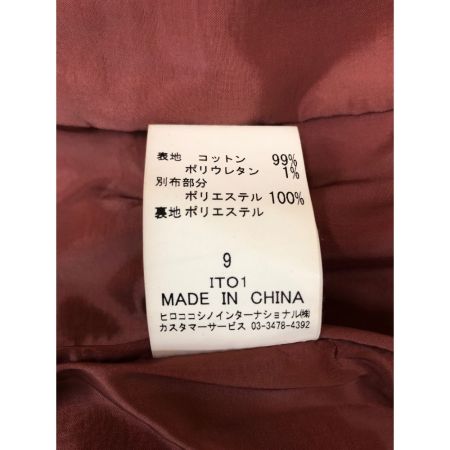 表地 コットン 99%
ポリウレタン 1%
別布部分
ポリエステル 100%
裏地 ポリエステル
9
ITO1
MADE IN CHINA
ヒロココシノインターナショナル㈱
カスタマーサービス 03-3478-4392